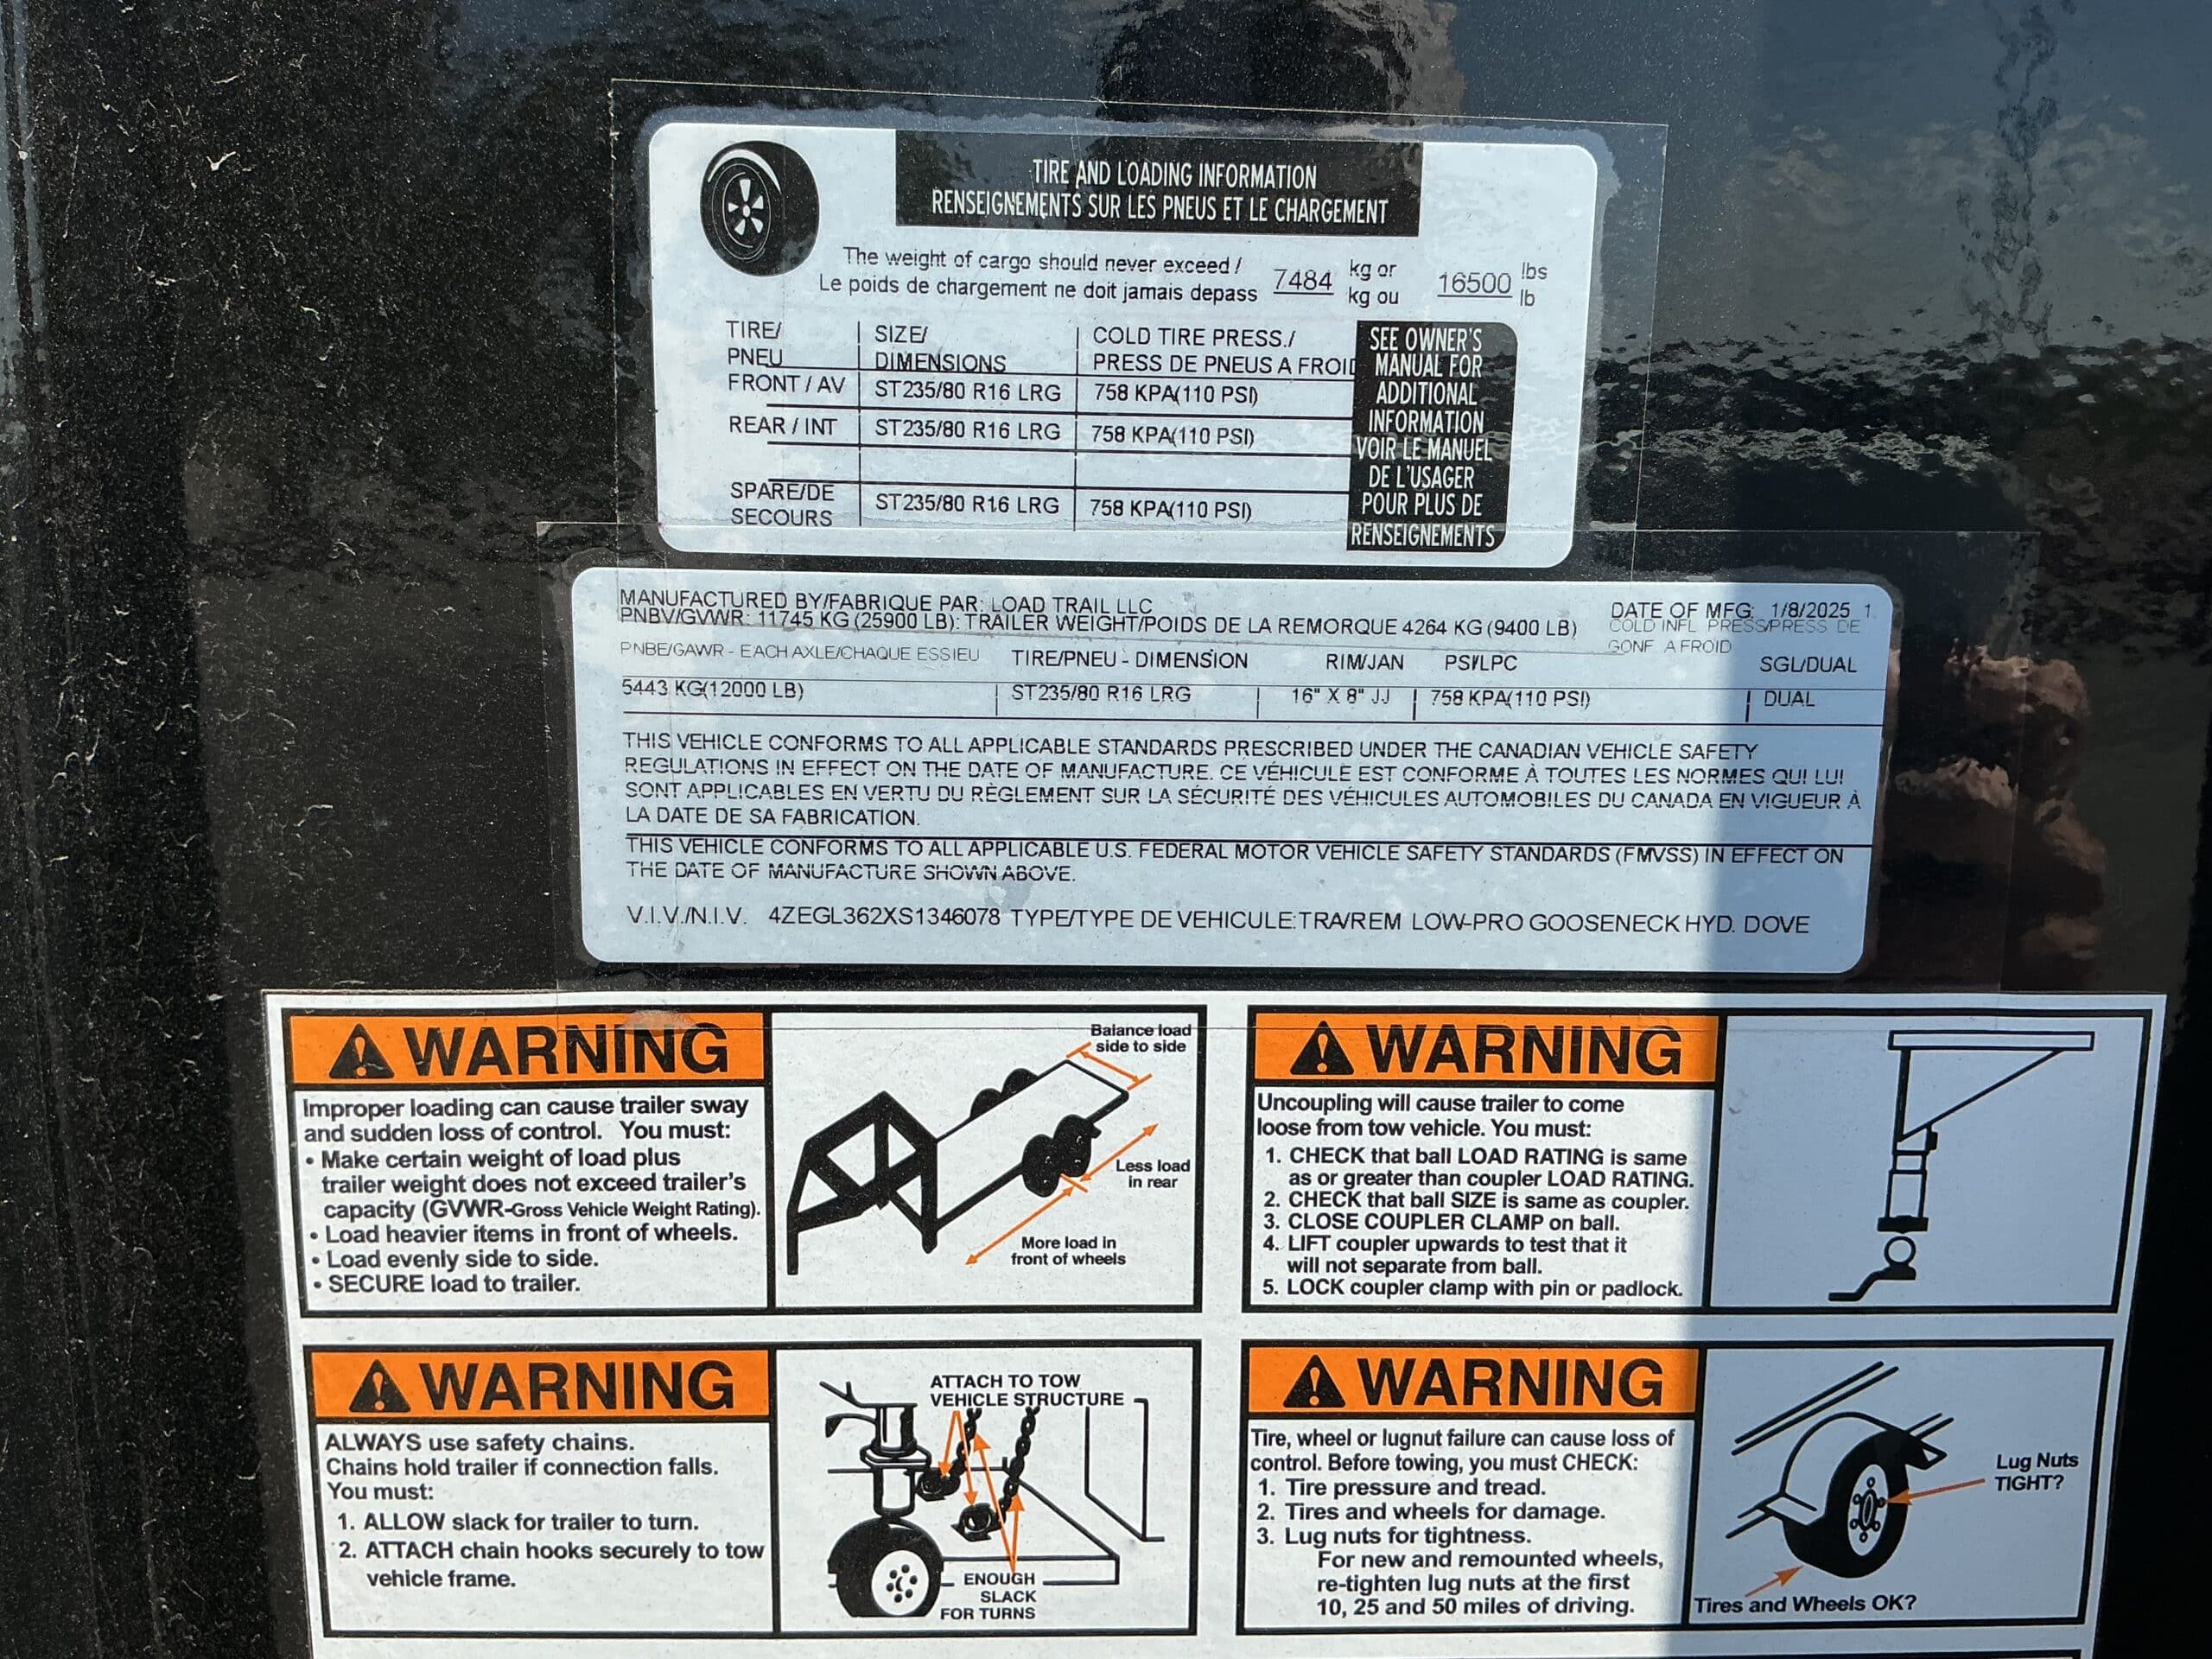 TIRE AND LOADING INFORMATION
RENSEIGNEMENTS SUR LES PNEUS ET LE CHARGEMENT
The weight of cargo should never exceed / 7484 kg or 16500 lbs
Le poids de chargement ne doit jamais depass kg ou lb
TIRE/ SIZE/ COLD TIRE PRESS./
PNEU DIMENSIONS PRESS DE PNEUS A FROID
FRONT / AV ST235/80 R16 LRG 758 KPA(110 PSI)
REAR / INT ST235/80 R16 LRG 758 KPA(110 PSI)
SPARE/DE SECOURS ST235/80 R16 LRG 758 KPA(110 PSI)
SEE OWNER'S
MANUAL FOR
ADDITIONAL
INFORMATION
VOIR LE MANUEL
DE L'USAGER
POUR PLUS DE
RENSEIGNEMENTS
MANUFACTURED BY/FABRIQUE PAR: LOAD TRAIL LLC DATE OF MFG: 1/8/2025 1
PNBV/GVWR: 11745 KG (25900 LB): TRAILER WEIGHT/POIDS DE LA REMORQUE 4264 KG (9400 LB)
COLD INFL PRESS/PRESS DE
GONF A FROID
PNBE/GAWR - EACH AXLE/CHAQUE ESSIEU TIRE/PNEU - DIMENSION RIM/JAN PSI/LPC SGL/DUAL
5443 KG(12000 LB) ST235/80 R16 LRG 16" X 8" JJ 758 KPA(110 PSI) DUAL
THIS VEHICLE CONFORMS TO ALL APPLICABLE STANDARDS PRESCRIBED UNDER THE CANADIAN VEHICLE SAFETY
REGULATIONS IN EFFECT ON THE DATE OF MANUFACTURE. CE VÉHICULE EST CONFORME À TOUTES LES NORMES QUI LUI
SONT APPLICABLES EN VERTU DU RÈGLEMENT SUR LA SÉCURITÉ DES VÉHICULES AUTOMOBILES DU CANADA EN VIGUEUR À
LA DATE DE SA FABRICATION.
THIS VEHICLE CONFORMS TO ALL APPLICABLE U.S. FEDERAL MOTOR VEHICLE SAFETY STANDARDS (FMVSS) IN EFFECT ON
THE DATE OF MANUFACTURE SHOWN ABOVE.
V.I.V./N.I.V. 4ZEGL362XS1346078 TYPE/TYPE DE VEHICULE:TRA/REM LOW-PRO GOOSENECK HYD. DOVE
WARNING
Improper loading can cause trailer sway
and sudden loss of control. You must:
• Make certain weight of load plus
trailer weight does not exceed trailer's
capacity (GVWR-Gross Vehicle Weight Rating).
• Load heavier items in front of wheels.
• Load evenly side to side.
• SECURE load to trailer.
Balance load
side to side
Less load
in rear
More load in
front of wheels
WARNING
Uncoupling will cause trailer to come
loose from tow vehicle. You must:
1. CHECK that ball LOAD RATING is same
as or greater than coupler LOAD RATING.
2. CHECK that ball SIZE is same as coupler.
3. CLOSE COUPLER CLAMP on ball.
4. LIFT coupler upwards to test that it
will not separate from ball.
5. LOCK coupler clamp with pin or padlock.
WARNING
ALWAYS use safety chains.
Chains hold trailer if connection falls.
You must:
1. ALLOW slack for trailer to turn.
2. ATTACH chain hooks securely to tow
vehicle frame.
ATTACH TO TOW
VEHICLE STRUCTURE
ENOUGH
SLACK
FOR TURNS
WARNING
Tire, wheel or lugnut failure can cause loss of
control. Before towing, you must CHECK:
1. Tire pressure and tread.
2. Tires and wheels for damage.
3. Lug nuts for tightness.
For new and remounted wheels,
re-tighten lug nuts at the first
10, 25 and 50 miles of driving.
Lug Nuts
TIGHT?
Tires and Wheels OK?